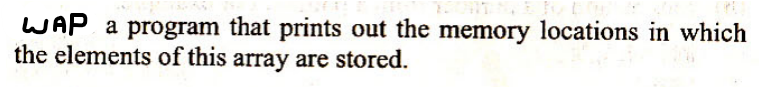 WAP a program that prints out the memory locations in which
the elements of this array are stored.